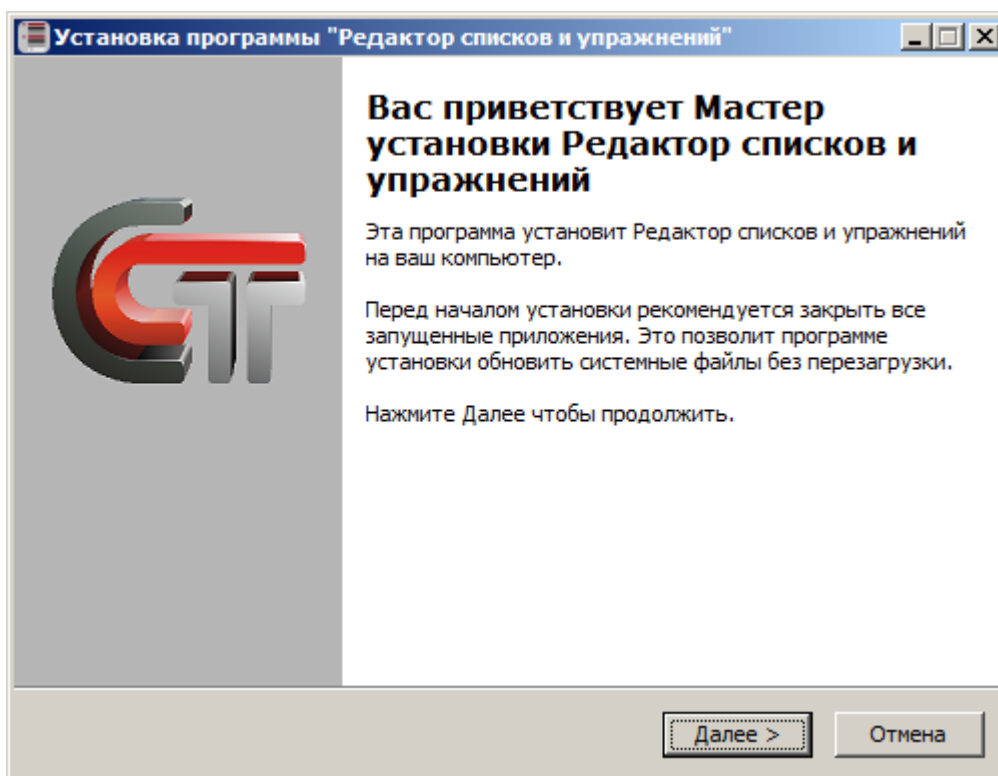 Установка программы "Редактор списков и упражнений"
Вас приветствует Мастер
установки Редактор списков и
упражнений
Эта программа установит Редактор списков и упражнений
на ваш компьютер.
Перед началом установки рекомендуется закрыть все
запущенные приложения. Это позволит программе
установки обновить системные файлы без перезагрузки.
Нажмите Далее чтобы продолжить.
Далее >
Отмена